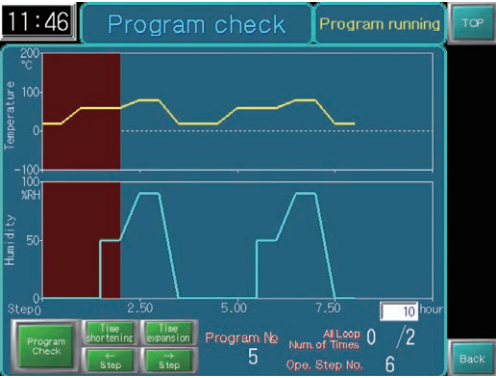 11:46
Program check
Program running
TOP
200
℃
100
0
-100
Temperature
100
%RH
50
Humidity
Step0
2.50
5.00
7.50
10 hour
Program Check
Time shortening
Time expansion
← Step
→ Step
Program №
5
All Loop
Num. of Times
0 /2
Ope. Step No.
6
Back